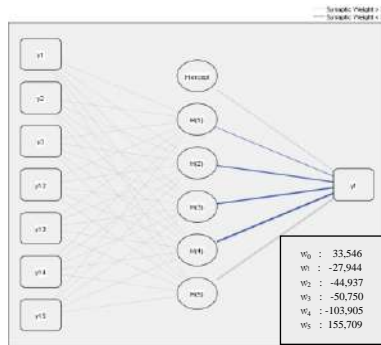 Synaptic Weight >
Synaptic Weight <
y1
Intercept
y2
H(1)
y3
H(2)
y12
yt
H(3)
y13
H(4)
y14
H(5)
y15
w₀ : 33,546
w₁ : -27,944
w₂ : -44,937
w₃ : -50,750
w₄ : -103,905
w₅ : 155,709